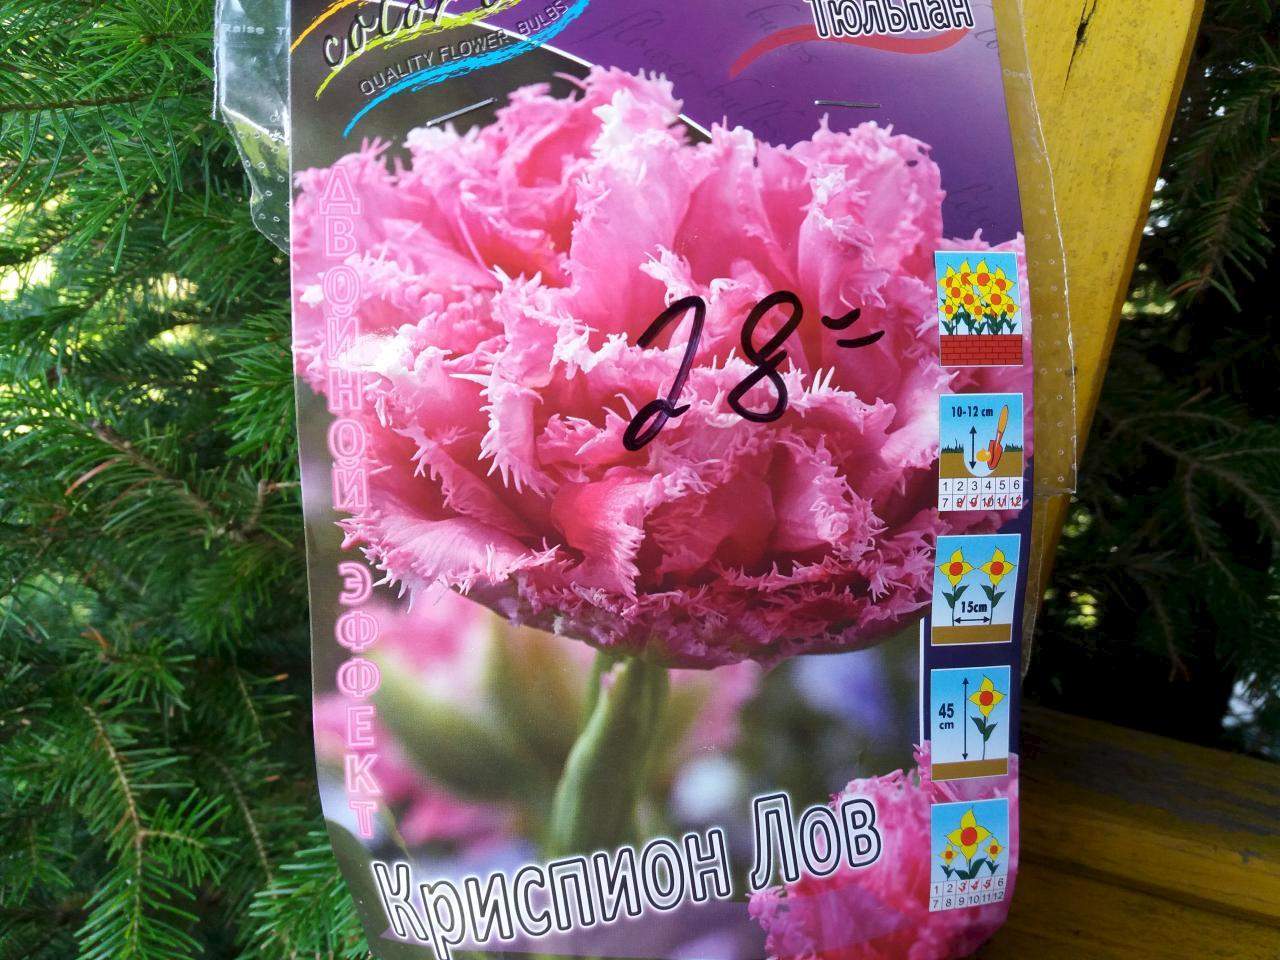 color
QUALITY FLOWER BULBS
Тюльпан
ДВОЙНОЙ ЭФФЕКТ
28=
10-12 cm
1 2 3 4 5 6
7 8 9 10 11 12
15cm
45
cm
1 2 3 4 5 6
7 8 9 10 11 12
Криспион Лов